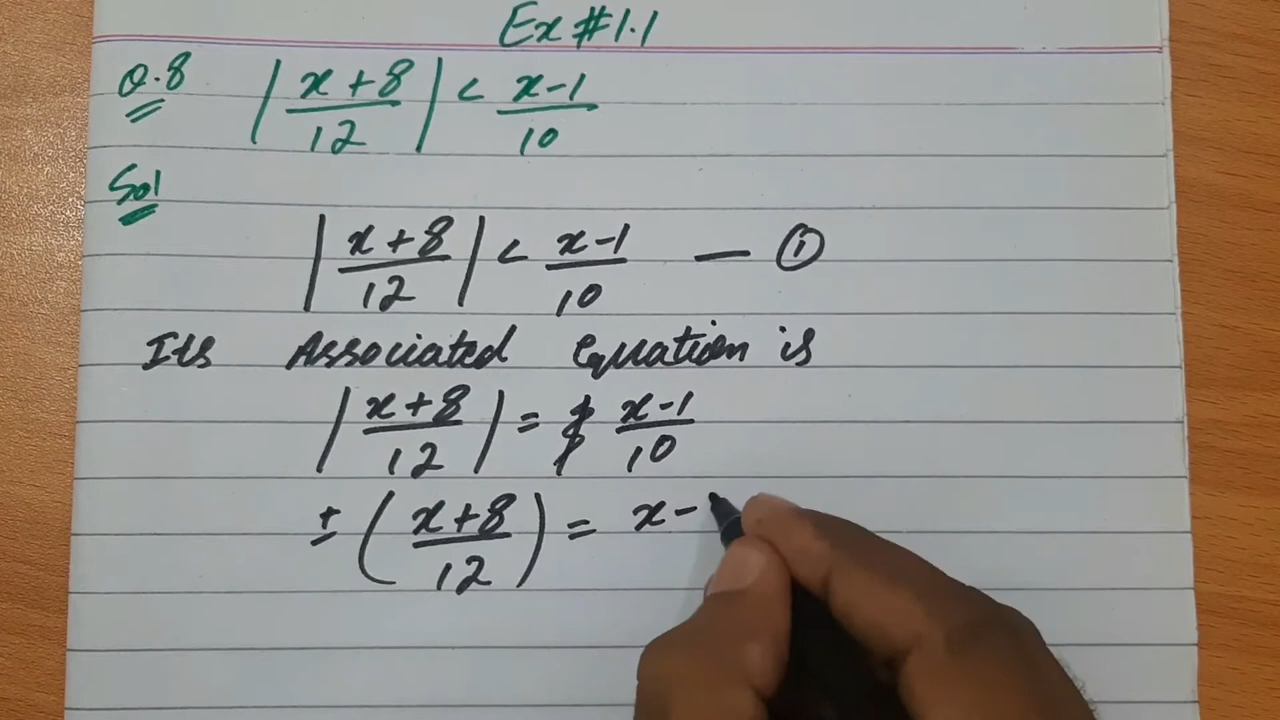 Ex #1.1
Q.8 |x+8/12| < x-1/10
Sol
|x+8/12| < x-1/10 — ①
Its Associated equation is
|x+8/12| = x-1/10
± (x+8/12) = x-